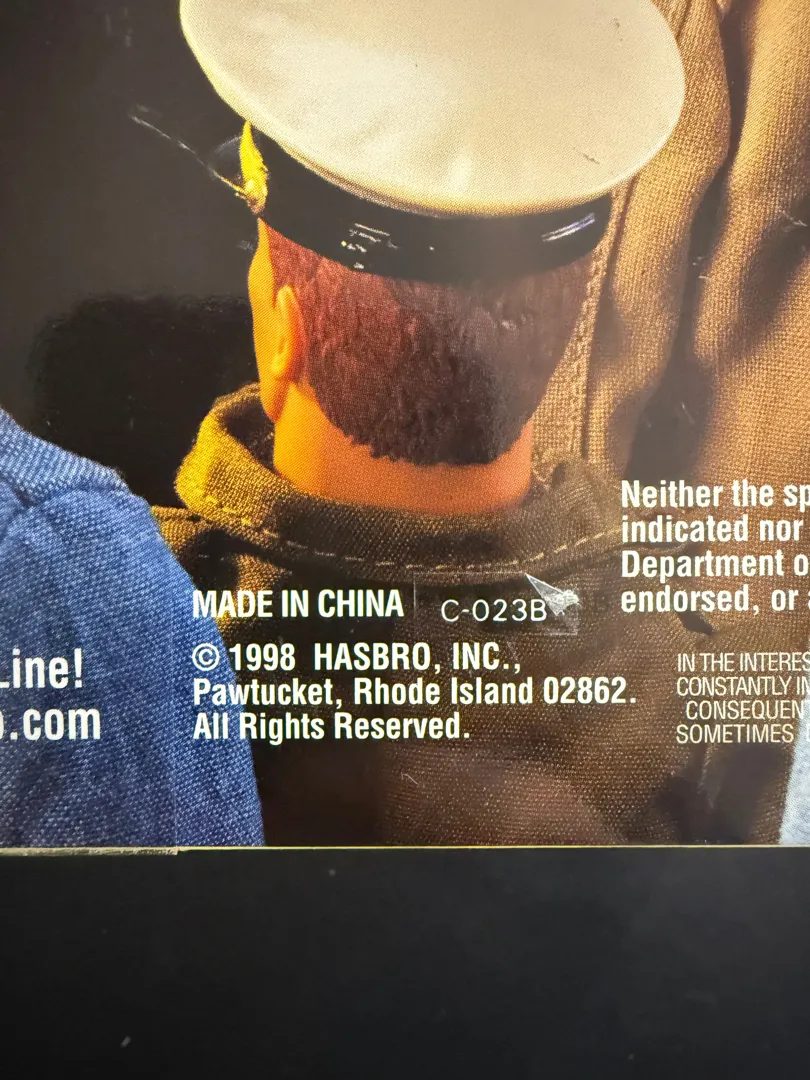 Line!
.com
MADE IN CHINA
C-023B
© 1998 HASBRO, INC.,
Pawtucket, Rhode Island 02862.
All Rights Reserved.
Neither the sp
indicated nor
Department o
endorsed, or
IN THE INTERES
CONSTANTLY IN
CONSEQUEN
SOMETIMES